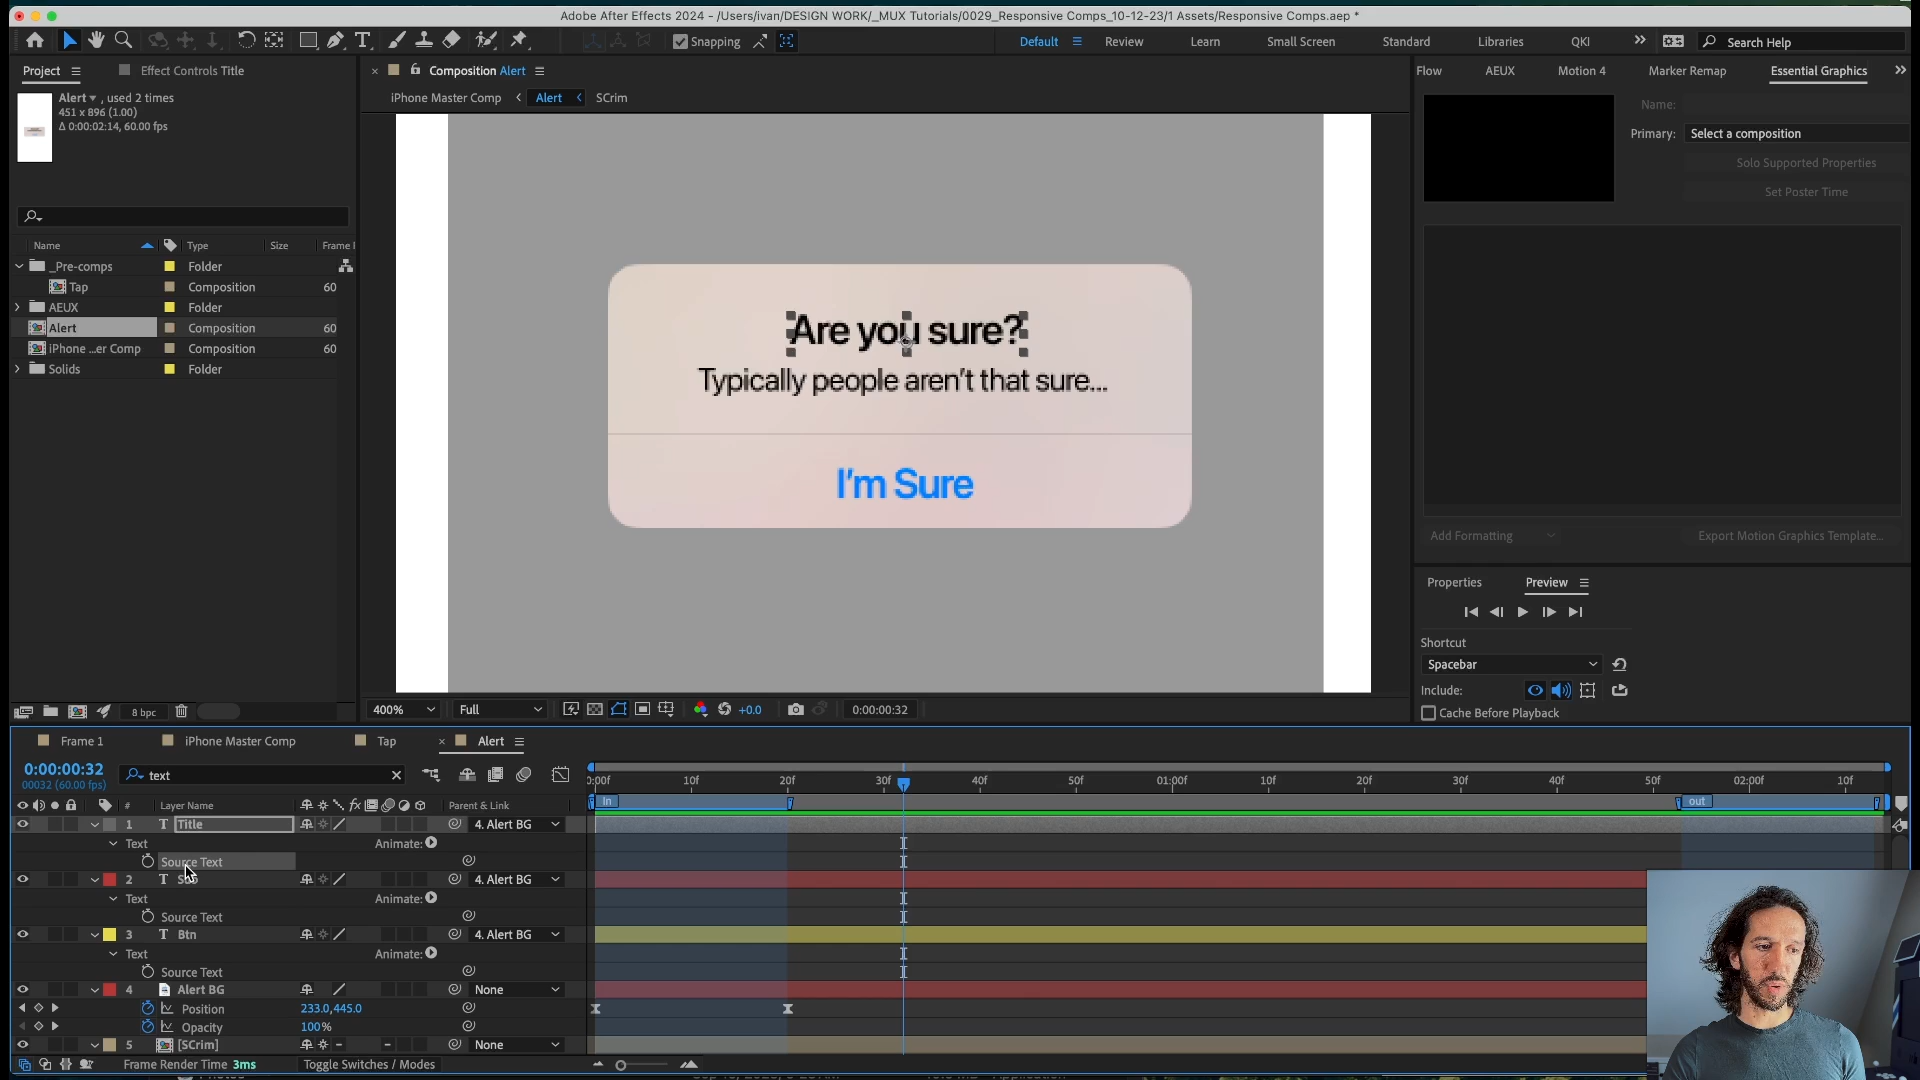 Adobe After Effects 2024 - /Users/ivan/DESIGN WORK/_MUX Tutorials/0029_Responsive Comps_10-12-23/1 Assets/Responsive Comps.aep *
Snapping
Default
Review
Learn
Small Screen
Standard
Libraries
QKI
Search Help
Project
Effect Controls Title
Composition Alert
Flow
AEUX
Motion 4
Marker Remap
Essential Graphics
Alert , used 2 times
451 x 896 (1.00)
Δ 0:00:02:14, 60.00 fps
iPhone Master Comp
Alert
SCrim
Name:
Primary: Select a composition
Solo Supported Properties
Set Poster Time
Name Type Size Frame
_Pre-comps Folder
Tap Composition 60
AEUX Folder
Alert Composition 60
iPhone ...er Comp Composition 60
Solids Folder
Are you sure?
Typically people aren't that sure...
I'm Sure
Add Formatting
Export Motion Graphics Template...
Properties
Preview
Shortcut
Spacebar
Include:
Cache Before Playback
8 bpc
400%
Full
+0.0
0:00:00:32
Frame 1
iPhone Master Comp
Tap
Alert
0:00:00:32
00032 (60.00 fps)
text
:00f 10f 20f 30f 40f 50f 01:00f 10f 20f 30f 40f 50f 02:00f 10f
in
out
# Layer Name fx Parent & Link
1 T Title 4. Alert BG
Text Animate:
Source Text
2 T 4. Alert BG
Text Animate:
Source Text
3 T Btn 4. Alert BG
Text Animate:
Source Text
4 Alert BG None
Position 233.0,445.0
Opacity 100%
5 [SCrim] None
Frame Render Time 3ms
Toggle Switches / Modes